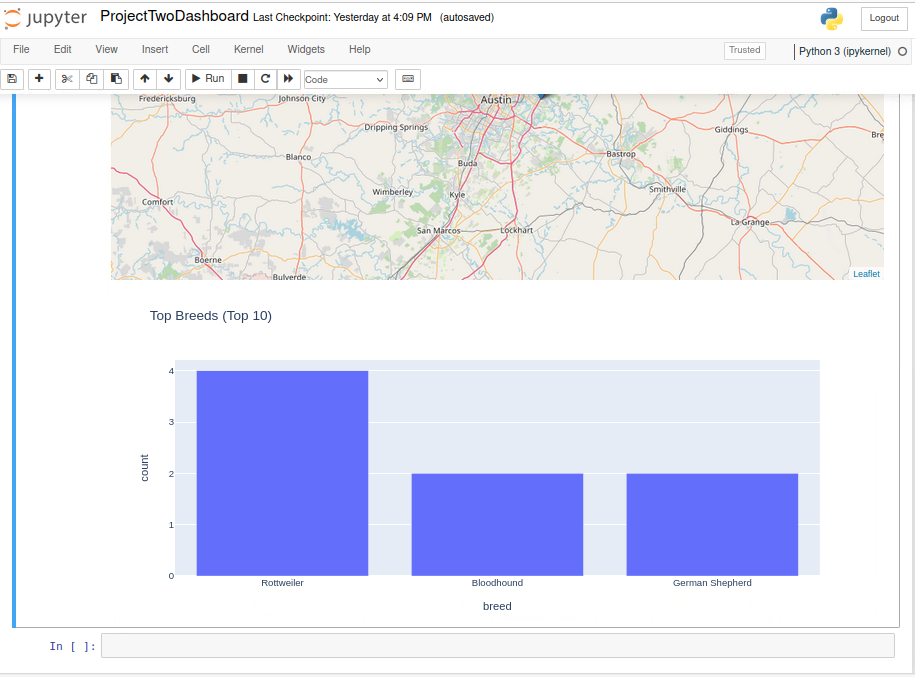 jupyter ProjectTwoDashboard Last Checkpoint: Yesterday at 4:09 PM (autosaved) Logout
File Edit View Insert Cell Kernel Widgets Help Trusted Python 3 (ipykernel)
Run Code
Fredericksburg Johnson City Austin
Dripping Springs Giddings
Bre
Blanco Buda Bastrop
Wimberley Kyle Smithville
Comfort
San Marcos Lockhart La Grange
Boerne
Bulverde Leaflet
Top Breeds (Top 10)
4
3
count
2
1
0
Rottweiler Bloodhound German Shepherd
breed
In [ ]: